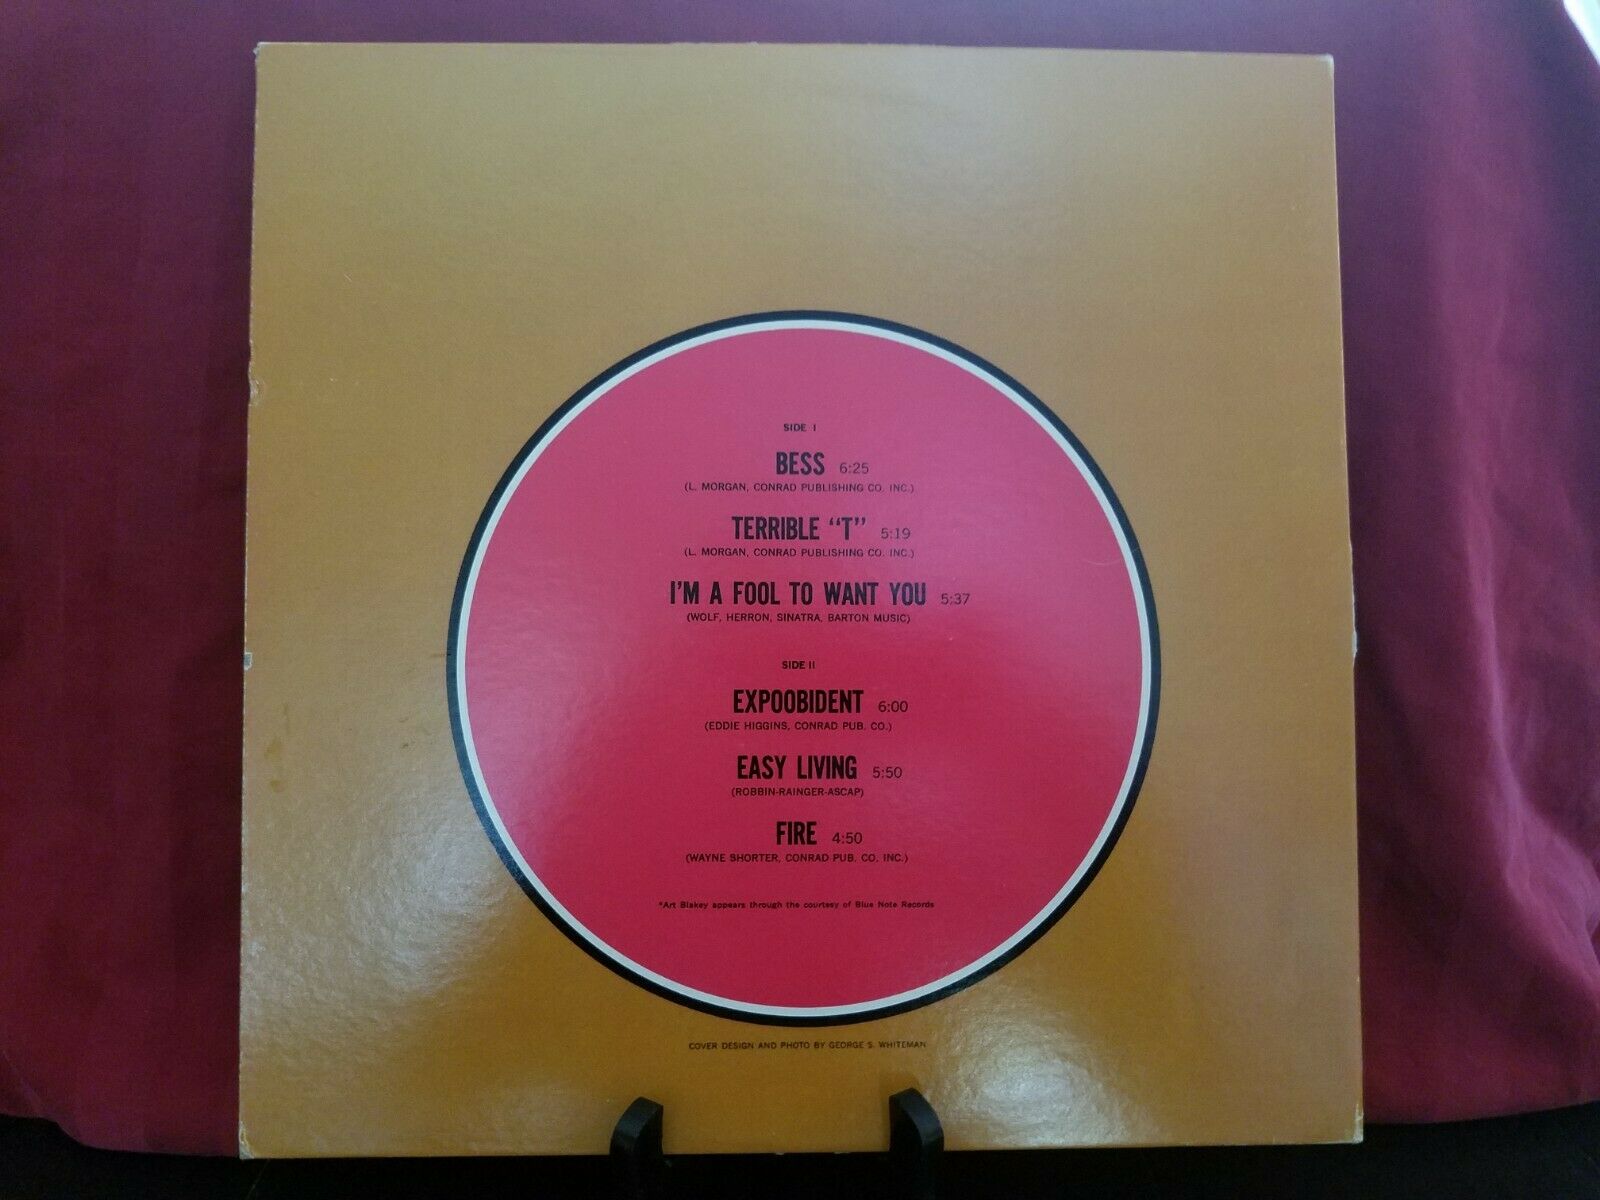 SIDE I
BESS 6:25
(L. MORGAN, CONRAD PUBLISHING CO. INC.)
TERRIBLE “T” 5:19
(L. MORGAN, CONRAD PUBLISHING CO. INC.)
I'M A FOOL TO WANT YOU 5:37
(WOLF, HERRON, SINATRA, BARTON MUSIC)
SIDE II
EXPOOBIDENT 6:00
(EDDIE HIGGINS, CONRAD PUB. CO.)
EASY LIVING 5:50
(ROBBIN-RAINGER-ASCAP)
FIRE 4:50
(WAYNE SHORTER, CONRAD PUB. CO. INC.)
*Art Blakey appears through the courtesy of Blue Note Records
COVER DESIGN AND PHOTO BY GEORGE S. WHITEMAN